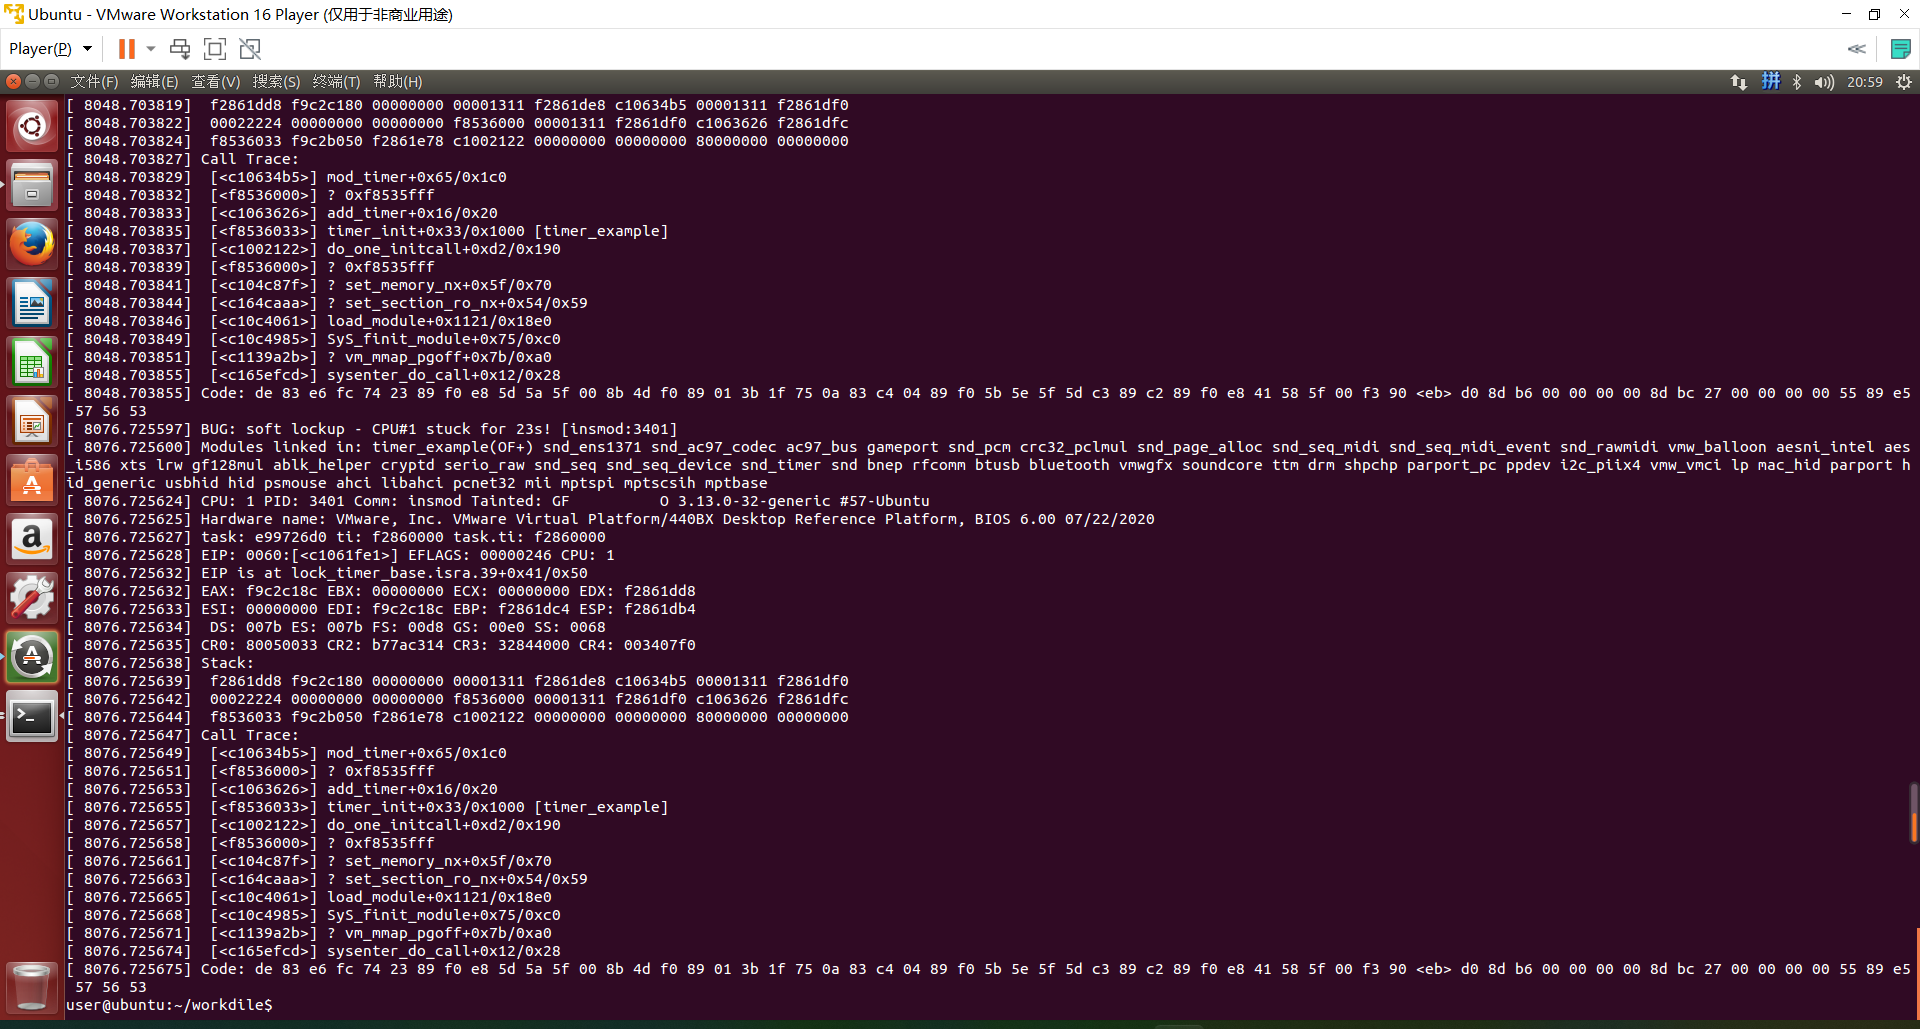 Ubuntu - VMware Workstation 16 Player (仅用于非商业用途)
Player(P)
文件(F) 编辑(E) 查看(V) 搜索(S) 终端(T) 帮助(H) 拼 20:59
[ 8048.703819]  f2861dd8 f9c2c180 00000000 00001311 f2861de8 c10634b5 00001311 f2861df0
[ 8048.703822]  00022224 00000000 00000000 f8536000 00001311 f2861df0 c1063626 f2861dfc
[ 8048.703824]  f8536033 f9c2b050 f2861e78 c1002122 00000000 00000000 80000000 00000000
[ 8048.703827] Call Trace:
[ 8048.703829]  [<c10634b5>] mod_timer+0x65/0x1c0
[ 8048.703832]  [<f8536000>] ? 0xf8535fff
[ 8048.703833]  [<c1063626>] add_timer+0x16/0x20
[ 8048.703835]  [<f8536033>] timer_init+0x33/0x1000 [timer_example]
[ 8048.703837]  [<c1002122>] do_one_initcall+0xd2/0x190
[ 8048.703839]  [<f8536000>] ? 0xf8535fff
[ 8048.703841]  [<c104c87f>] ? set_memory_nx+0x5f/0x70
[ 8048.703844]  [<c164caaa>] ? set_section_ro_nx+0x54/0x59
[ 8048.703846]  [<c10c4061>] load_module+0x1121/0x18e0
[ 8048.703849]  [<c10c4985>] SyS_finit_module+0x75/0xc0
[ 8048.703851]  [<c1139a2b>] ? vm_mmap_pgoff+0x7b/0xa0
[ 8048.703855]  [<c165efcd>] sysenter_do_call+0x12/0x28
[ 8048.703855] Code: de 83 e6 fc 74 23 89 f0 e8 5d 5a 5f 00 8b 4d f0 89 01 3b 1f 75 0a 83 c4 04 89 f0 5b 5e 5f 5d c3 89 c2 89 f0 e8 41 58 5f 00 f3 90 <eb> d0 8d b6 00 00 00 00 8d bc 27 00 00 00 00 55 89 e5
 57 56 53
[ 8076.725597] BUG: soft lockup - CPU#1 stuck for 23s! [insmod:3401]
[ 8076.725600] Modules linked in: timer_example(OF+) snd_ens1371 snd_ac97_codec ac97_bus gameport snd_pcm crc32_pclmul snd_page_alloc snd_seq_midi snd_seq_midi_event snd_rawmidi vmw_balloon aesni_intel aes
_i586 xts lrw gf128mul ablk_helper cryptd serio_raw snd_seq snd_seq_device snd_timer snd bnep rfcomm btusb bluetooth vmwgfx soundcore ttm drm shpchp parport_pc ppdev i2c_piix4 vmw_vmci lp mac_hid parport h
id_generic usbhid hid psmouse ahci libahci pcnet32 mii mptspi mptscsih mptbase
[ 8076.725624] CPU: 1 PID: 3401 Comm: insmod Tainted: GF          O 3.13.0-32-generic #57-Ubuntu
[ 8076.725625] Hardware name: VMware, Inc. VMware Virtual Platform/440BX Desktop Reference Platform, BIOS 6.00 07/22/2020
[ 8076.725627] task: e99726d0 ti: f2860000 task.ti: f2860000
[ 8076.725628] EIP: 0060:[<c1061fe1>] EFLAGS: 00000246 CPU: 1
[ 8076.725632] EIP is at lock_timer_base.isra.39+0x41/0x50
[ 8076.725632] EAX: f9c2c18c EBX: 00000000 ECX: 00000000 EDX: f2861dd8
[ 8076.725633] ESI: 00000000 EDI: f9c2c18c EBP: f2861dc4 ESP: f2861db4
[ 8076.725634]  DS: 007b ES: 007b FS: 00d8 GS: 00e0 SS: 0068
[ 8076.725635] CR0: 80050033 CR2: b77ac314 CR3: 32844000 CR4: 003407f0
[ 8076.725638] Stack:
[ 8076.725639]  f2861dd8 f9c2c180 00000000 00001311 f2861de8 c10634b5 00001311 f2861df0
[ 8076.725642]  00022224 00000000 00000000 f8536000 00001311 f2861df0 c1063626 f2861dfc
[ 8076.725644]  f8536033 f9c2b050 f2861e78 c1002122 00000000 00000000 80000000 00000000
[ 8076.725647] Call Trace:
[ 8076.725649]  [<c10634b5>] mod_timer+0x65/0x1c0
[ 8076.725651]  [<f8536000>] ? 0xf8535fff
[ 8076.725653]  [<c1063626>] add_timer+0x16/0x20
[ 8076.725655]  [<f8536033>] timer_init+0x33/0x1000 [timer_example]
[ 8076.725657]  [<c1002122>] do_one_initcall+0xd2/0x190
[ 8076.725658]  [<f8536000>] ? 0xf8535fff
[ 8076.725661]  [<c104c87f>] ? set_memory_nx+0x5f/0x70
[ 8076.725663]  [<c164caaa>] ? set_section_ro_nx+0x54/0x59
[ 8076.725665]  [<c10c4061>] load_module+0x1121/0x18e0
[ 8076.725668]  [<c10c4985>] SyS_finit_module+0x75/0xc0
[ 8076.725671]  [<c1139a2b>] ? vm_mmap_pgoff+0x7b/0xa0
[ 8076.725674]  [<c165efcd>] sysenter_do_call+0x12/0x28
[ 8076.725675] Code: de 83 e6 fc 74 23 89 f0 e8 5d 5a 5f 00 8b 4d f0 89 01 3b 1f 75 0a 83 c4 04 89 f0 5b 5e 5f 5d c3 89 c2 89 f0 e8 41 58 5f 00 f3 90 <eb> d0 8d b6 00 00 00 00 8d bc 27 00 00 00 00 55 89 e5
 57 56 53
user@ubuntu:~/workdile$